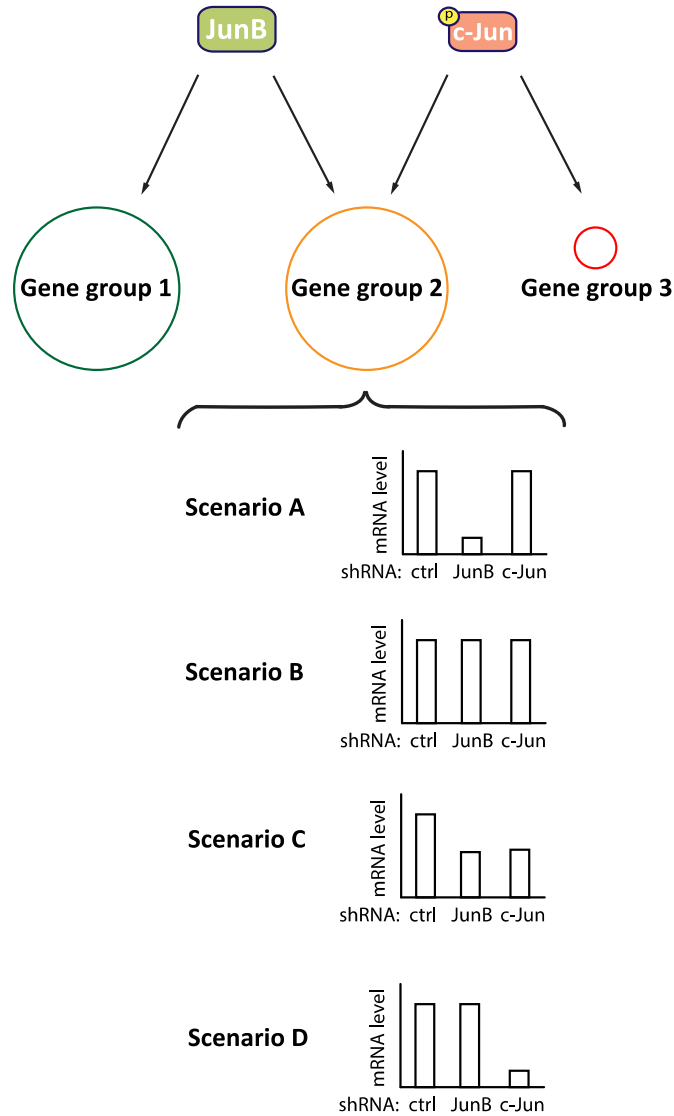 JunB
P
c-Jun
Gene group 1
Gene group 2
Gene group 3
Scenario A
mRNA level
shRNA: ctrl JunB c-Jun
Scenario B
mRNA level
shRNA: ctrl JunB c-Jun
Scenario C
mRNA level
shRNA: ctrl JunB c-Jun
Scenario D
mRNA level
shRNA: ctrl JunB c-Jun